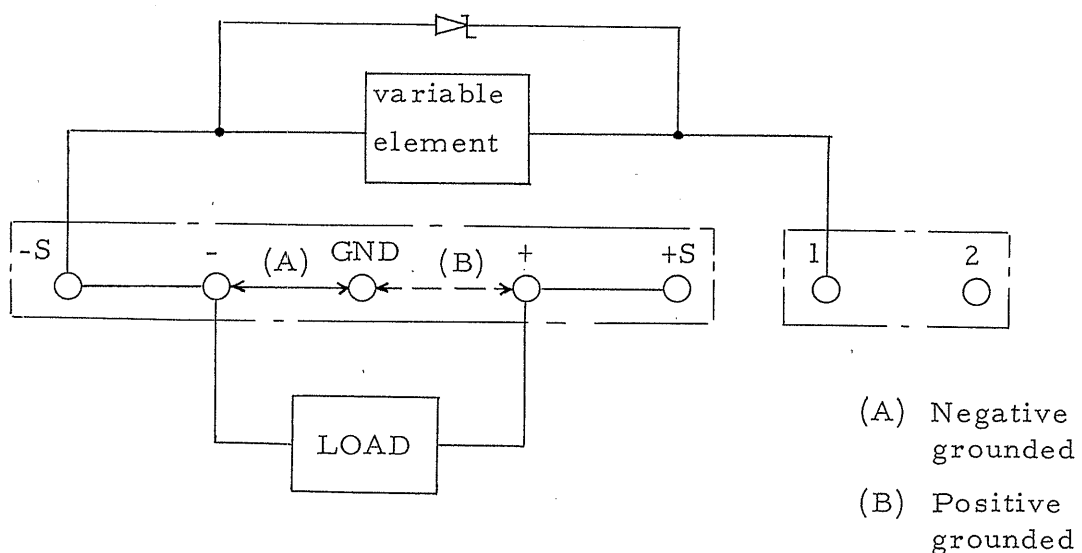 variable
element
-S - (A) GND (B) + +S 1 2
LOAD
(A) Negative
grounded
(B) Positive
grounded